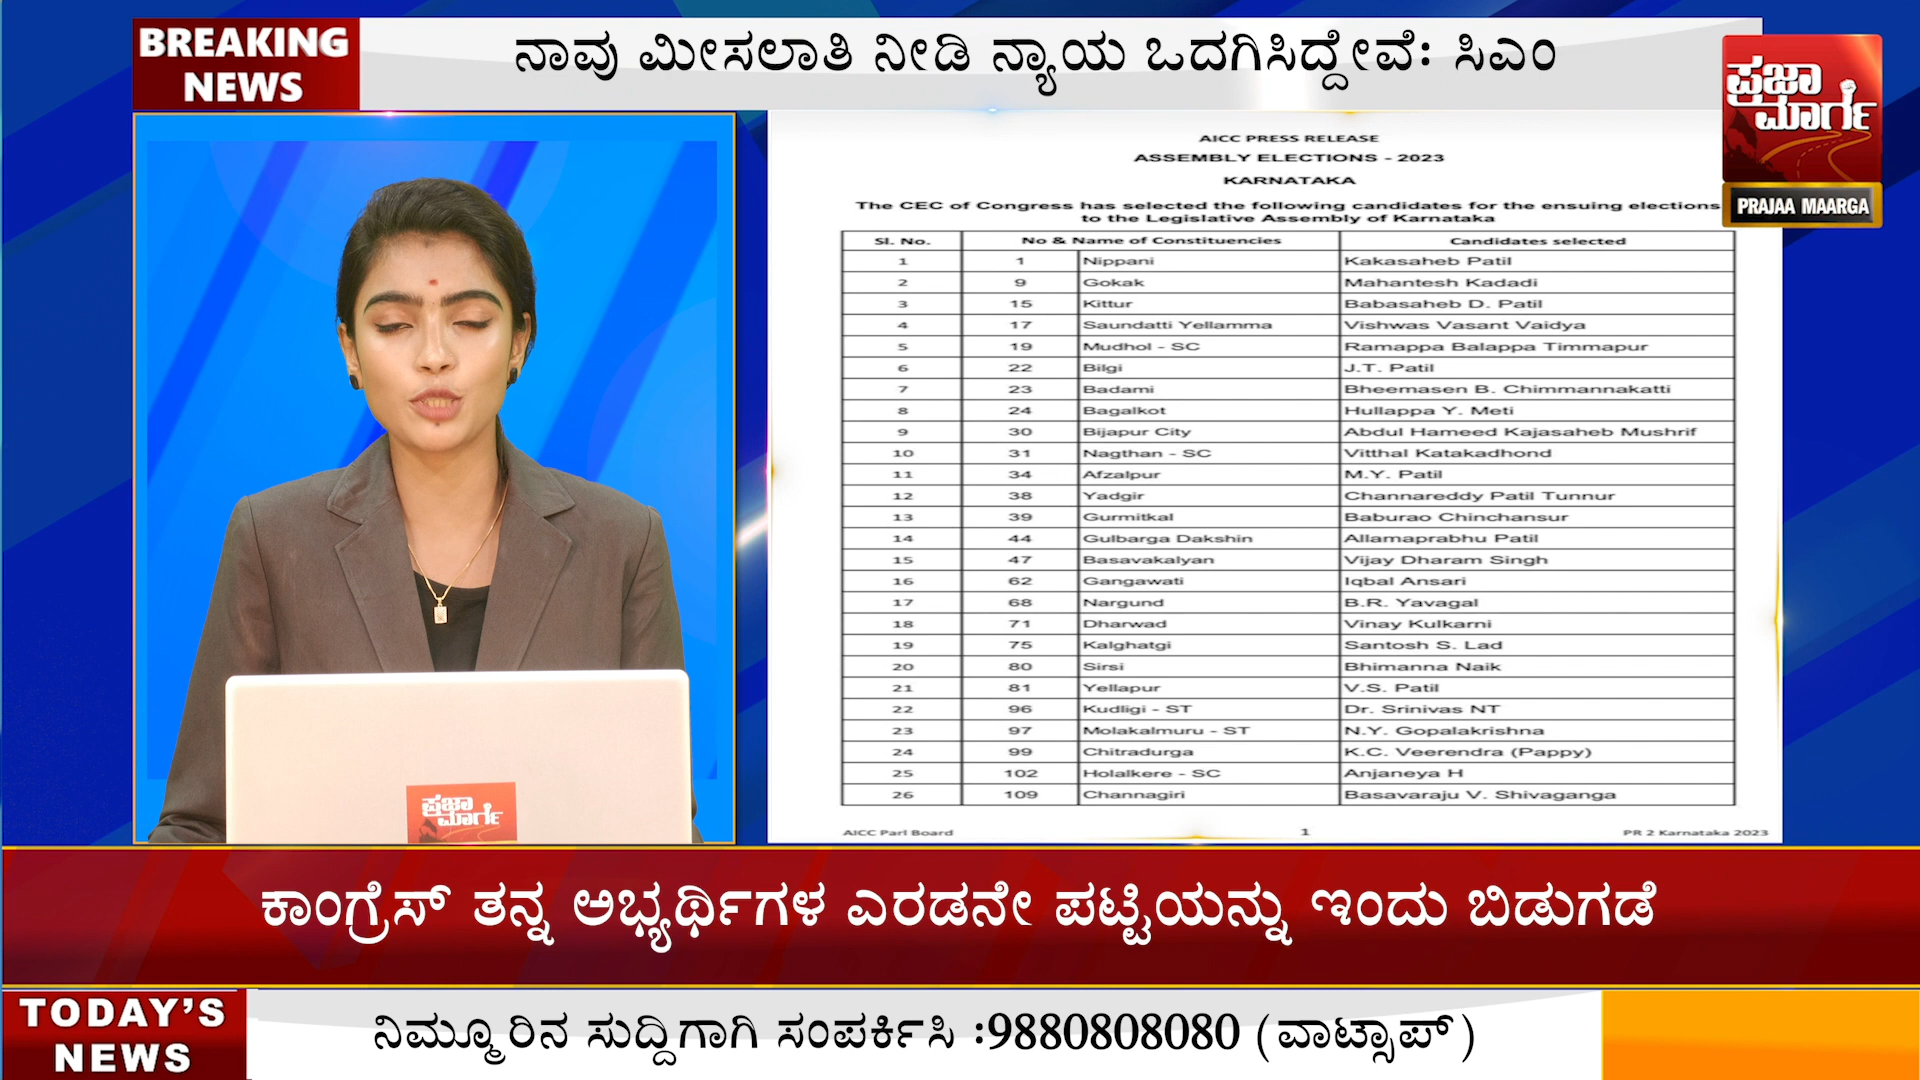 BREAKING
NEWS
ನಾವು ಮೀಸಲಾತಿ ನೀಡಿ ನ್ಯಾಯ ಒದಗಿಸಿದ್ದೇವೆ: ಸಿಎಂ
ಪ್ರಜಾ
ಮಾರ್ಗ
PRAJAA MAARGA
AICC PRESS RELEASE
ASSEMBLY ELECTIONS - 2023
KARNATAKA
The CEC of Congress has selected the following candidates for the ensuing elections
to the Legislative Assembly of Karnataka
Sl. No. No & Name of Constituencies Candidates selected
1 1 Nippani Kakasaheb Patil
2 9 Gokak Mahantesh Kadadi
3 15 Kittur Babasaheb D. Patil
4 17 Saundatti Yellamma Vishwas Vasant Vaidya
5 19 Mudhol - SC Ramappa Balappa Timmapur
6 22 Bilgi J.T. Patil
7 23 Badami Bheemasen B. Chimmannakatti
8 24 Bagalkot Hullappa Y. Meti
9 30 Bijapur City Abdul Hameed Kajasaheb Mushrif
10 31 Nagthan - SC Vitthal Katakadhond
11 34 Afzalpur M.Y. Patil
12 38 Yadgir Channareddy Patil Tunnur
13 39 Gurmitkal Baburao Chinchansur
14 44 Gulbarga Dakshin Allamaprabhu Patil
15 47 Basavakalyan Vijay Dharam Singh
16 62 Gangawati Iqbal Ansari
17 68 Nargund B.R. Yavagal
18 71 Dharwad Vinay Kulkarni
19 75 Kalghatgi Santosh S. Lad
20 80 Sirsi Bhimanna Naik
21 81 Yellapur V.S. Patil
22 96 Kudligi - ST Dr. Srinivas NT
23 97 Molakalmuru - ST N.Y. Gopalakrishna
24 99 Chitradurga K.C. Veerendra (Pappy)
25 102 Holalkere - SC Anjaneya H
26 109 Channagiri Basavaraju V. Shivaganga
AICC Parl Board 1 PR 2 Karnataka 2023
ಪ್ರಜಾ
ಮಾರ್ಗ
ಕಾಂಗ್ರೆಸ್ ತನ್ನ ಅಭ್ಯರ್ಥಿಗಳ ಎರಡನೇ ಪಟ್ಟಿಯನ್ನು ಇಂದು ಬಿಡುಗಡೆ
TODAY'S
NEWS
ನಿಮ್ಮೂರಿನ ಸುದ್ದಿಗಾಗಿ ಸಂಪರ್ಕಿಸಿ :9880808080 (ವಾಟ್ಸಾಪ್)